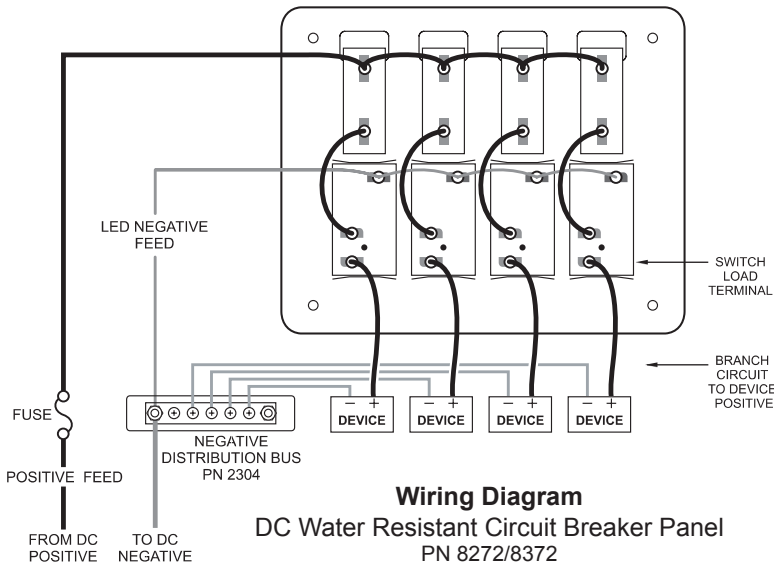 LED NEGATIVE
FEED
SWITCH
LOAD
TERMINAL
BRANCH
CIRCUIT
TO DEVICE
POSITIVE
FUSE
− +
DEVICE
− +
DEVICE
− +
DEVICE
− +
DEVICE
NEGATIVE
DISTRIBUTION BUS
PN 2304
POSITIVE FEED
FROM DC
POSITIVE
TO DC
NEGATIVE
Wiring Diagram
DC Water Resistant Circuit Breaker Panel
PN 8272/8372